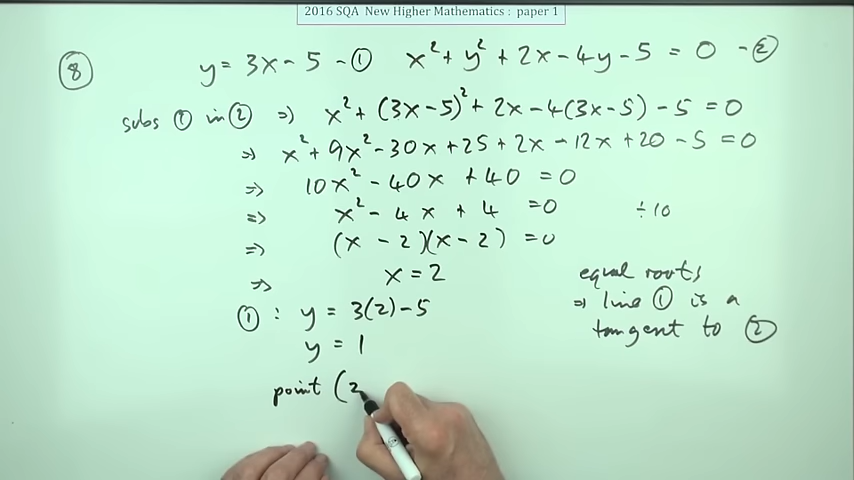 2016 SQA New Higher Mathematics : paper 1
⑧ y = 3x - 5 - ① x² + y² + 2x - 4y - 5 = 0 - ②
subs ① in ② ⇒ x² + (3x - 5)² + 2x - 4(3x - 5) - 5 = 0
⇒ x² + 9x² - 30x + 25 + 2x - 12x + 20 - 5 = 0
⇒ 10x² - 40x + 40 = 0
⇒ x² - 4x + 4 = 0 ÷ 10
⇒ (x - 2)(x - 2) = 0
⇒ x = 2
equal roots
⇒ line ① is a
tangent to ②
① : y = 3(2) - 5
y = 1
point (2